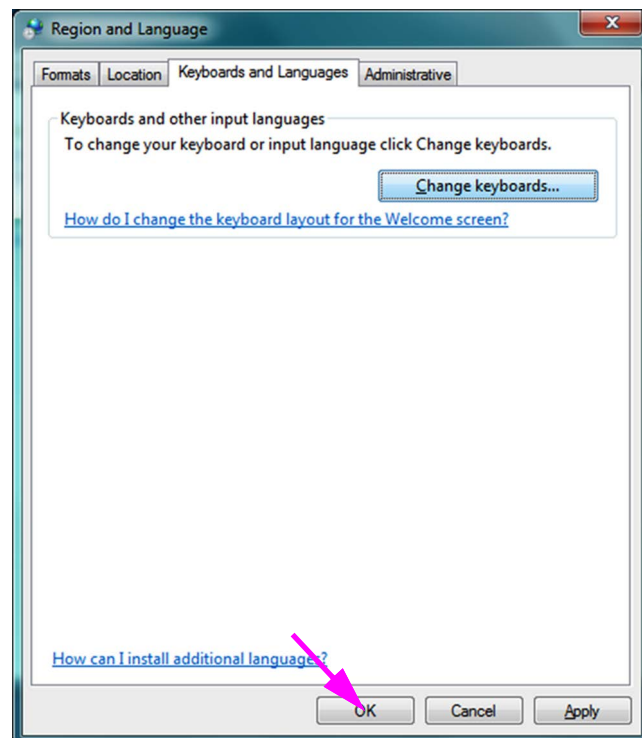 Region and Language
Formats Location Keyboards and Languages Administrative
Keyboards and other input languages
To change your keyboard or input language click Change keyboards.
Change keyboards...
How do I change the keyboard layout for the Welcome screen?
How can I install additional languages?
OK Cancel Apply